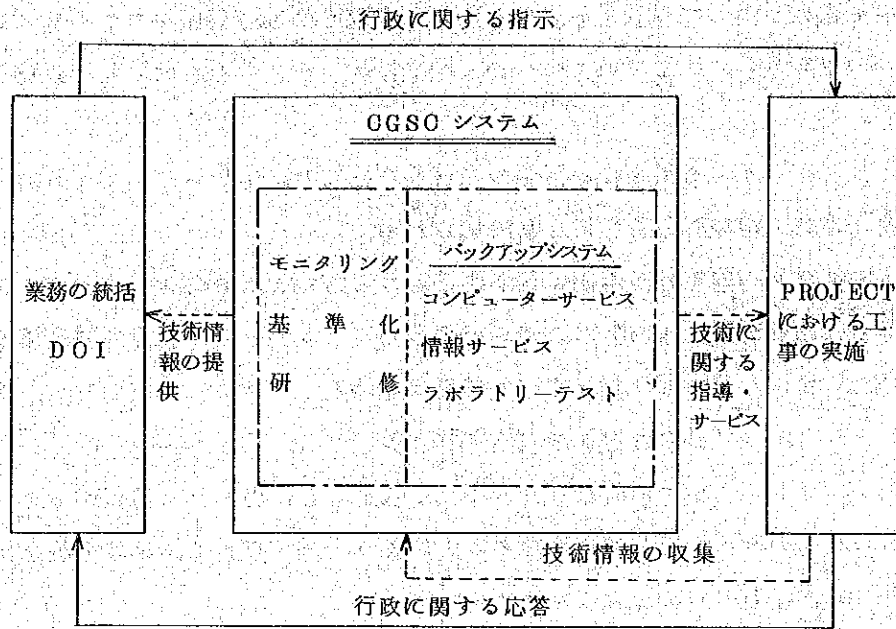 行政に関する指示
CGSC システム
モニタリング
基準化
研修
バックアップシステム
コンピューターサービス
情報サービス
ラボラトリーテスト
業務の統括
DOI
技術情
報の提
供
技術に
関する
指導・
サービス
PROJECT
における工
事の実施
技術情報の収集
行政に関する応答